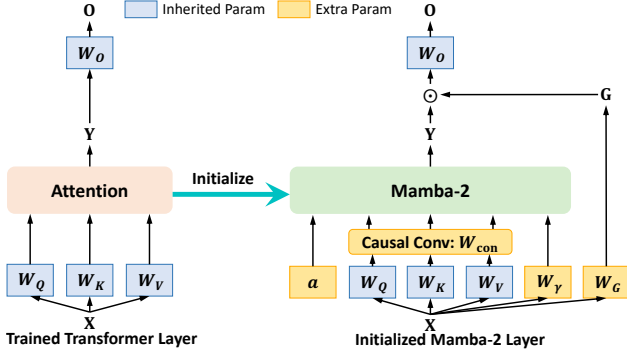 Inherited Param
Extra Param
O
W_O
Y
Attention
W_Q W_K W_V
X
Trained Transformer Layer
Initialize
O
W_O
⊙ G
Y
Mamba-2
Causal Conv: W_con
a W_Q W_K W_V W_γ W_G
X
Initialized Mamba-2 Layer